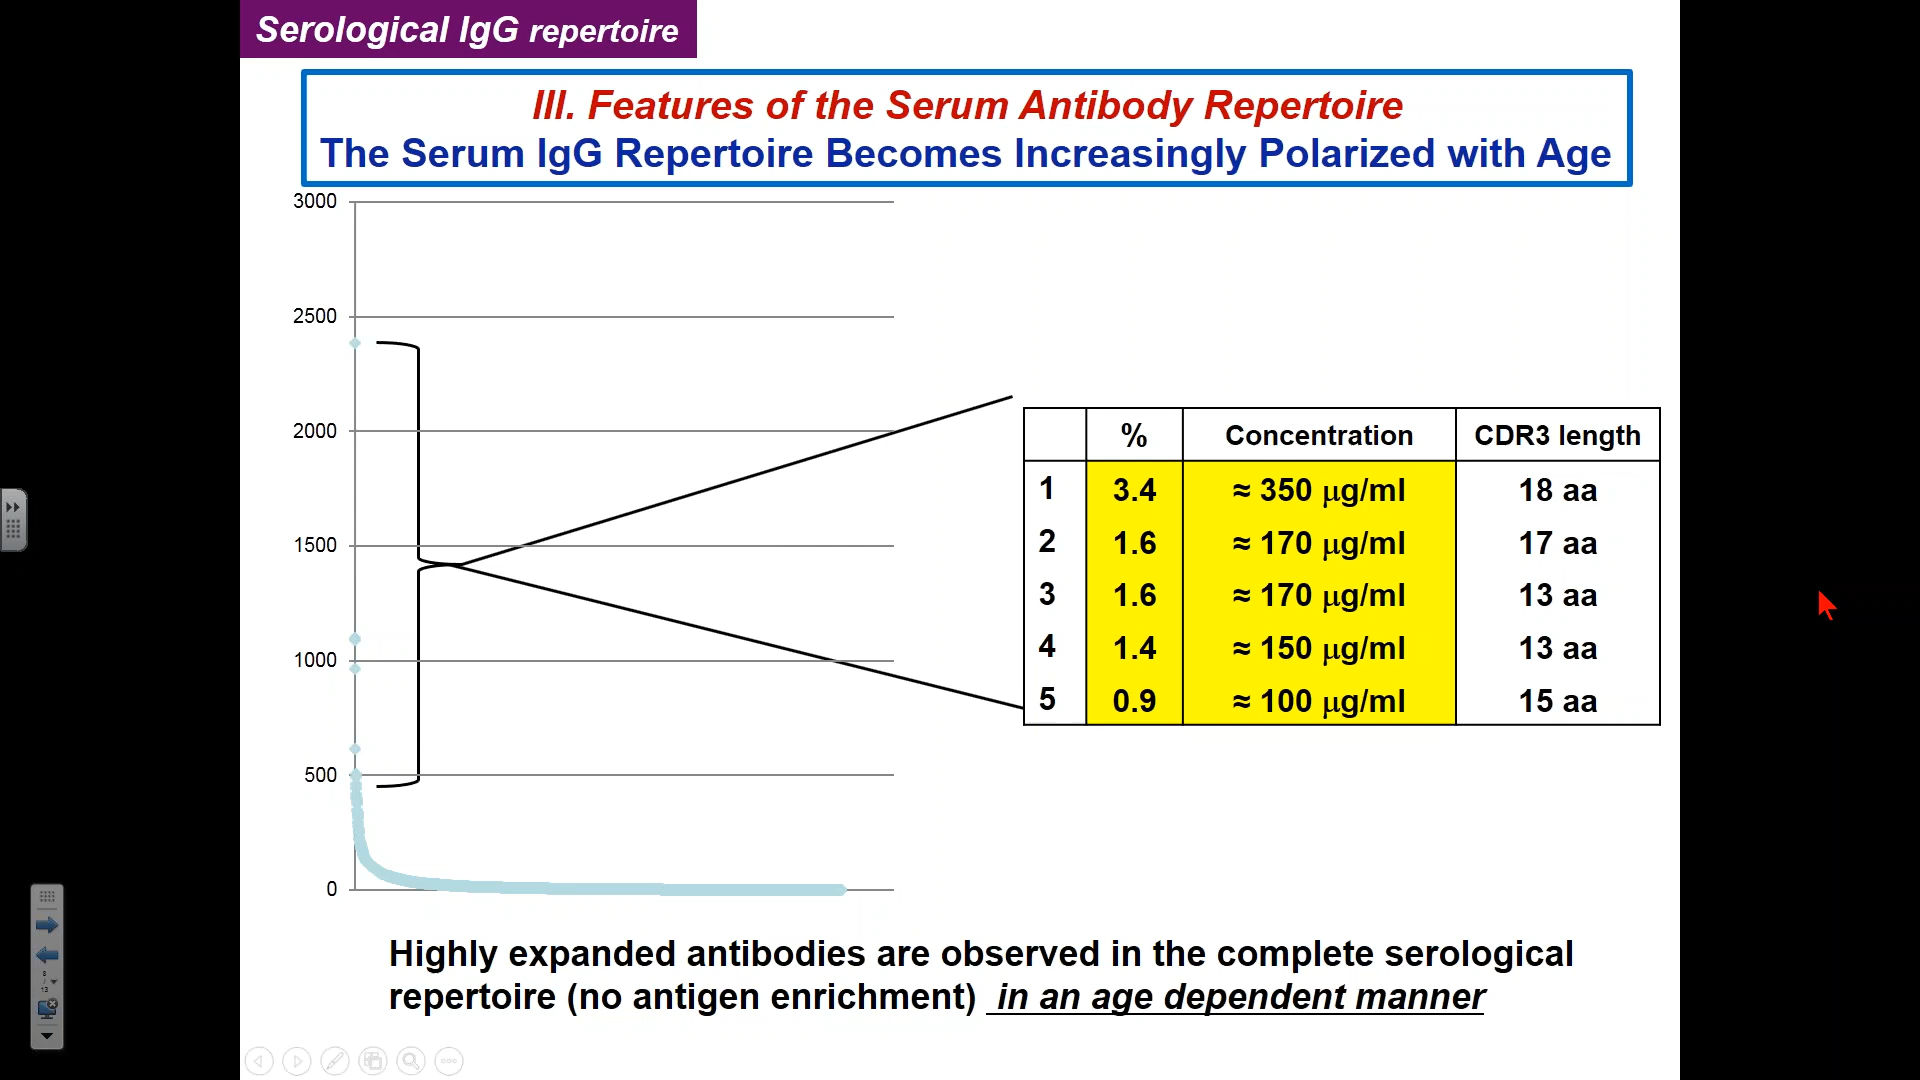 Serological IgG repertoire
III. Features of the Serum Antibody Repertoire
The Serum IgG Repertoire Becomes Increasingly Polarized with Age
3000
2500
2000
1500
1000
500
0
% Concentration CDR3 length
1 3.4 ≈ 350 μg/ml 18 aa
2 1.6 ≈ 170 μg/ml 17 aa
3 1.6 ≈ 170 μg/ml 13 aa
4 1.4 ≈ 150 μg/ml 13 aa
5 0.9 ≈ 100 μg/ml 15 aa
Highly expanded antibodies are observed in the complete serological
repertoire (no antigen enrichment) in an age dependent manner